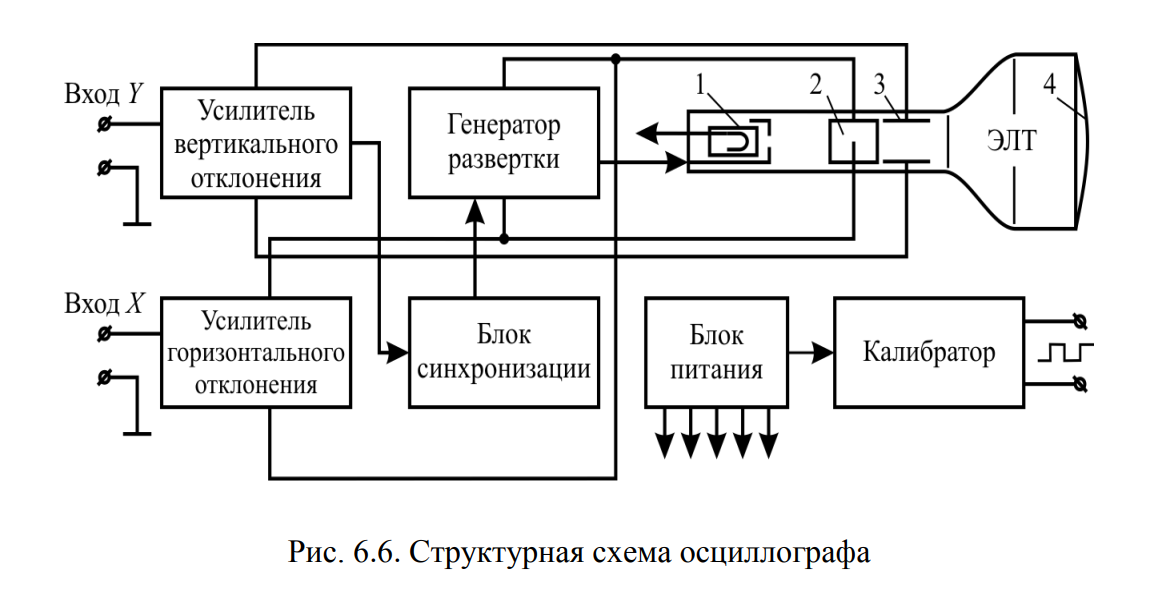 Вход Y
Усилитель
вертикального
отклонения
Генератор
развертки
1
2
3
4
ЭЛТ
Вход X
Усилитель
горизонтального
отклонения
Блок
синхронизации
Блок
питания
Калибратор
Рис. 6.6. Структурная схема осциллографа